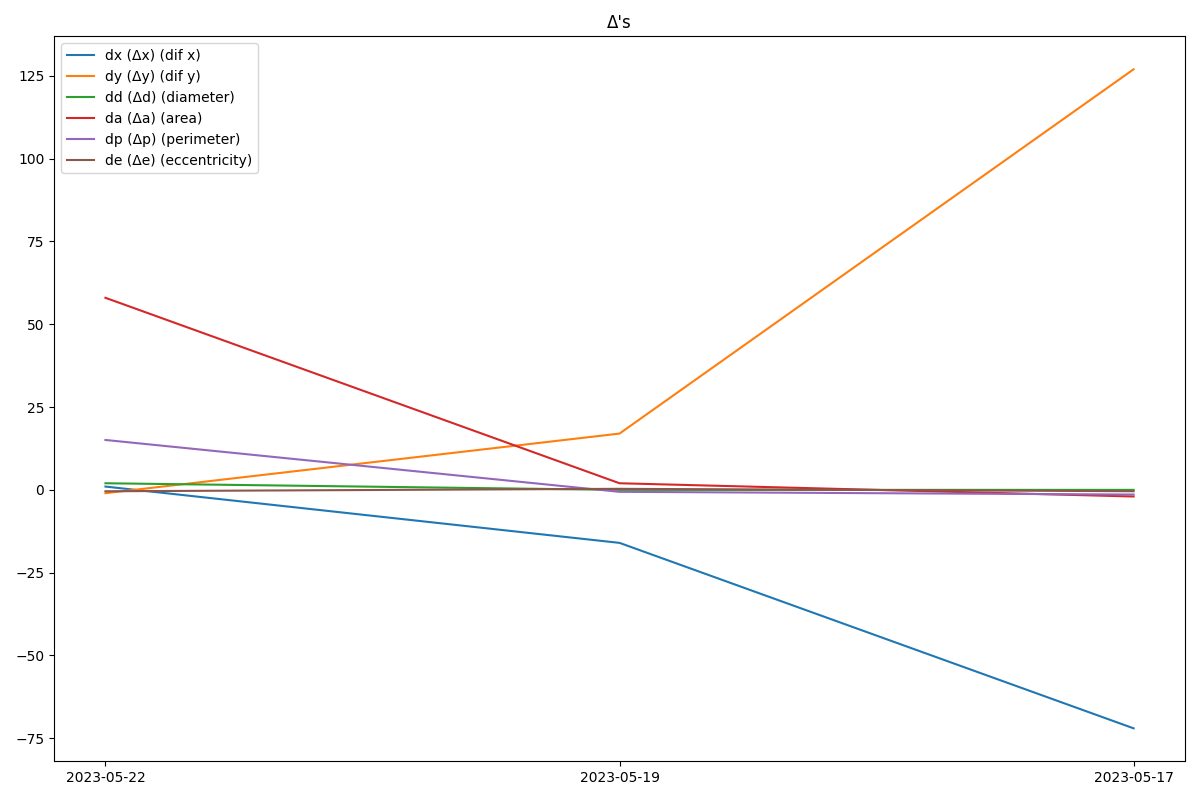 Δ's
dx (Δx) (dif x)
dy (Δy) (dif y)
dd (Δd) (diameter)
da (Δa) (area)
dp (Δp) (perimeter)
de (Δe) (eccentricity)
125
100
75
50
25
0
−25
−50
−75
2023-05-22 2023-05-19 2023-05-17